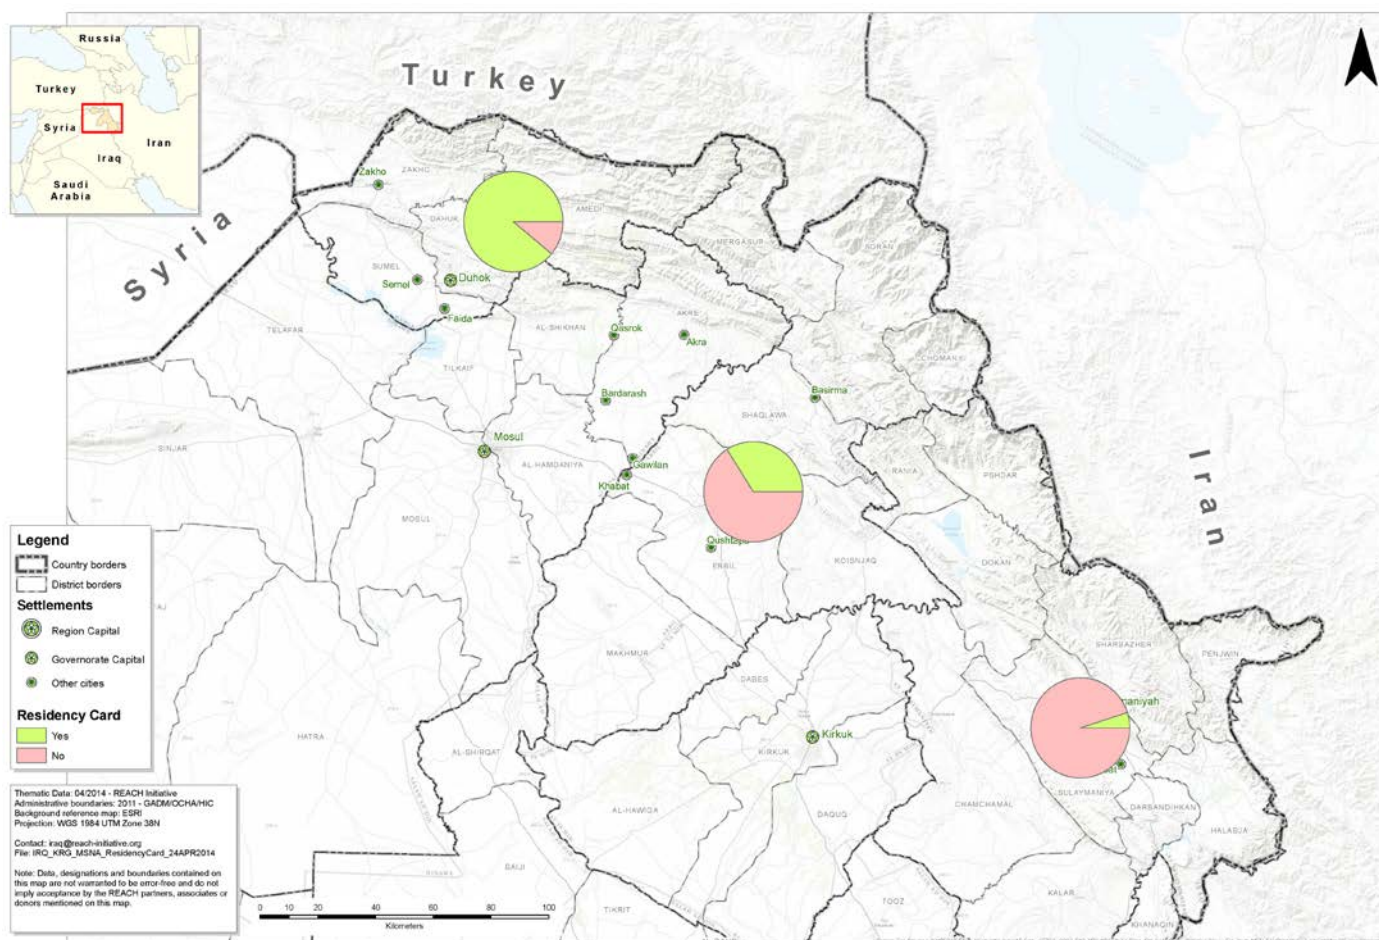 Russia
Turkey
Syria
Iran
Iraq
Saudi
Arabia
Turkey
Syria
Iran
Zakho
ZAKHO
DAHUK
AMEDI
MERGASUR
SORAN
SUMEL
Semel
Duhok
Faida
TELAFAR
AL-SHIKHAN
Qasrok
AKRE
Akra
CHOMAN
TILKAIF
Bardarash
Basirma
SHAQLAWA
SINJAR
Mosul
AL-HAMDANIYA
Gawilan
Khabat
RANIA
PSHDAR
MOSUL
Qushtapa
ERBIL
KOISNJAQ
DOKAN
MAKHMUR
SHARBAZHER
PENJWIN
DABES
maniyah
HATRA
AL-SHIRQAT
KIRKUK
Kirkuk
SULAYMANIYA
DARBANDIHKAN
CHAMCHAMAL
AL-HAWIGA
DAQUQ
HALABJA
BAIJI
KALAR
TIKRIT
TOOZ
KHANAQIN
Legend
Country borders
District borders
Settlements
Region Capital
Governorate Capital
Other cities
Residency Card
Yes
No
Thematic Data: 04/2014 - REACH Initiative
Administrative boundaries: 2011 - GADM/OCHA/HIC
Background reference map: ESRI
Projection: WGS 1984 UTM Zone 38N
Contact: iraq@reach-initiative.org
File: IRQ_KRG_MSNA_ResidencyCard_24APR2014
Note: Data, designations and boundaries contained on
this map are not warranted to be error-free and do not
imply acceptance by the REACH partners, associates or
donors mentioned on this map.
0 10 20 40 60 80 100
Kilometers